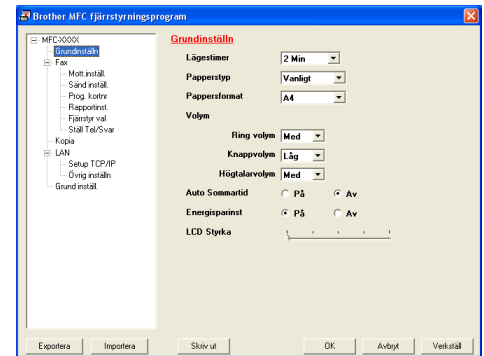 Brother MFC fjärrstyrningsprogram
MFC-XXXX
Grundinställn
Fax
Mott.inställ.
Sänd inställ.
Prog. kortnr
Rapportinst.
Fjärrstyr val
Ställ Tel/Svar
Kopia
LAN
Setup TCP/IP
Övrig inställn
Grund inställ.
Grundinställn
Lägestimer 2 Min
Papperstyp Vanligt
Pappersformat A4
Volym
Ring volym Med
Knappvolym Låg
Högtalarvolym Med
Auto Sommartid På Av
Energisparinst På Av
LCD Styrka
Exportera Importera Skriv ut OK Avbryt Verkställ